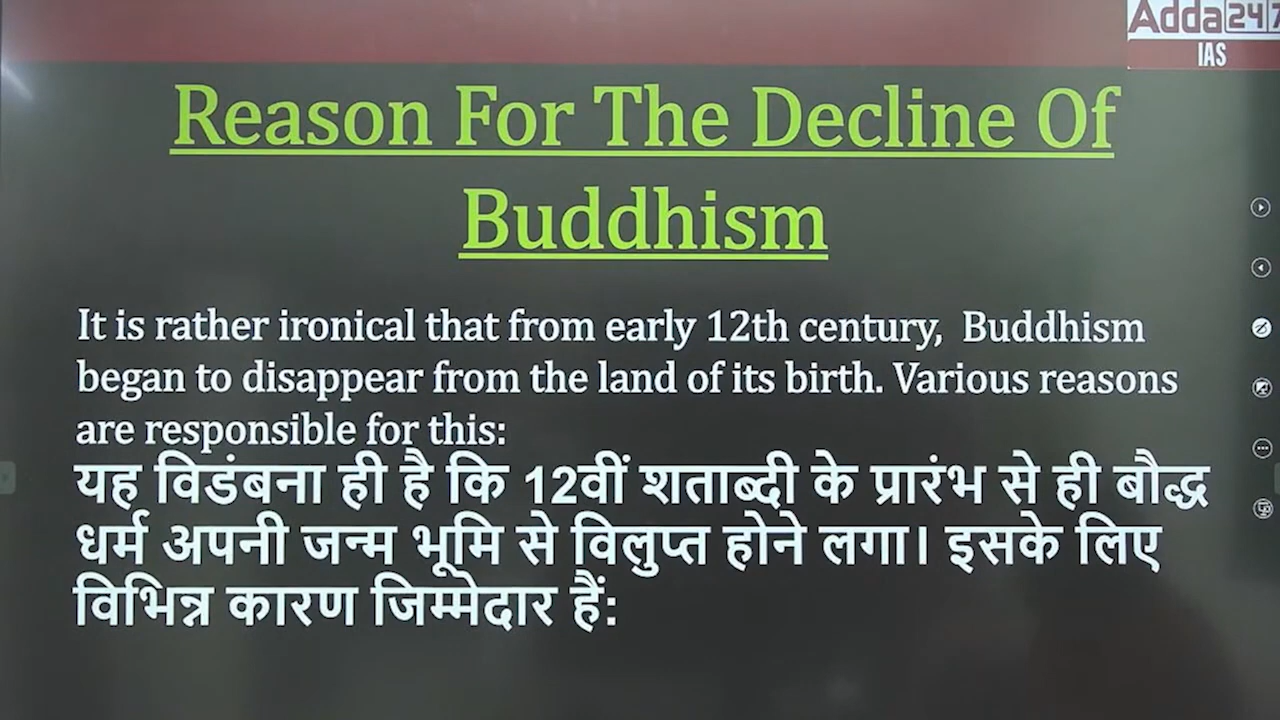 Adda247
IAS
Reason For The Decline Of
Buddhism
It is rather ironical that from early 12th century, Buddhism
began to disappear from the land of its birth. Various reasons
are responsible for this:
यह विडंबना ही है कि 12वीं शताब्दी के प्रारंभ से ही बौद्ध
धर्म अपनी जन्म भूमि से विलुप्त होने लगा। इसके लिए
विभिन्न कारण जिम्मेदार हैं: